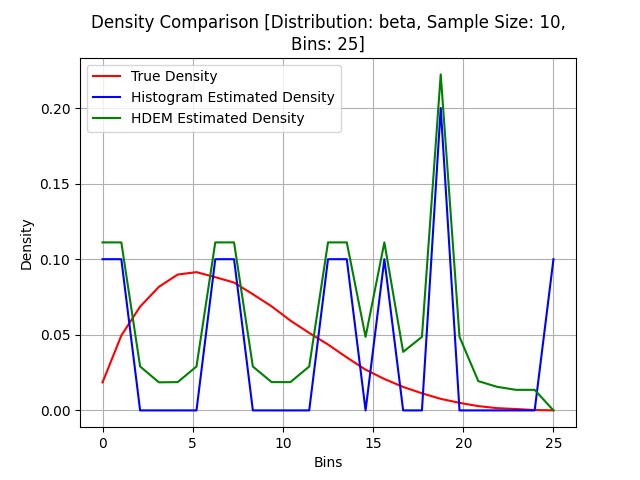 Density Comparison [Distribution: beta, Sample Size: 10,
Bins: 25]
True Density
Histogram Estimated Density
HDEM Estimated Density
0.20
0.15
0.10
0.05
0.00
Density
0 5 10 15 20 25
Bins